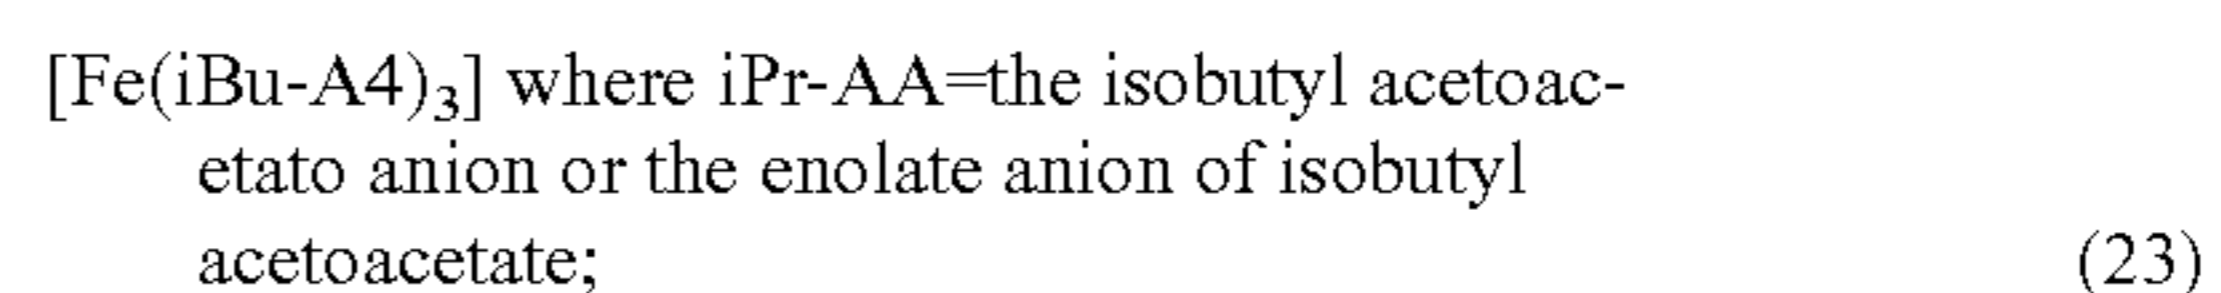 [Fe(iBu-A4)₃] where iPr-AA=the isobutyl acetoac-
etato anion or the enolate anion of isobutyl
acetoacetate; (23)